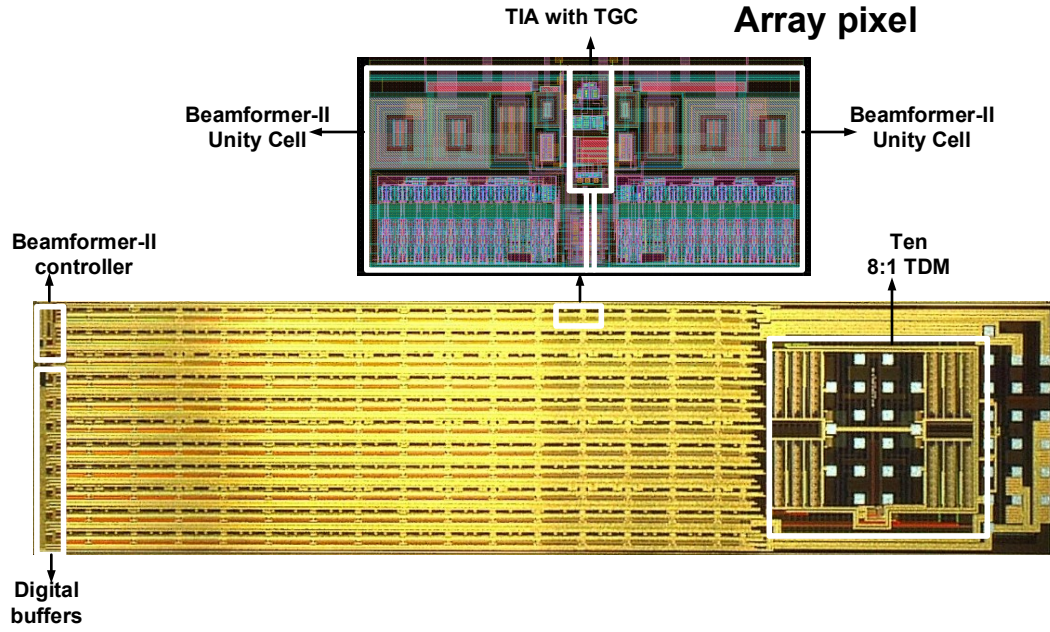 TIA with TGC
Array pixel
Beamformer-II
Unity Cell
Beamformer-II
Unity Cell
Beamformer-II
controller
Ten
8:1 TDM
Digital
buffers